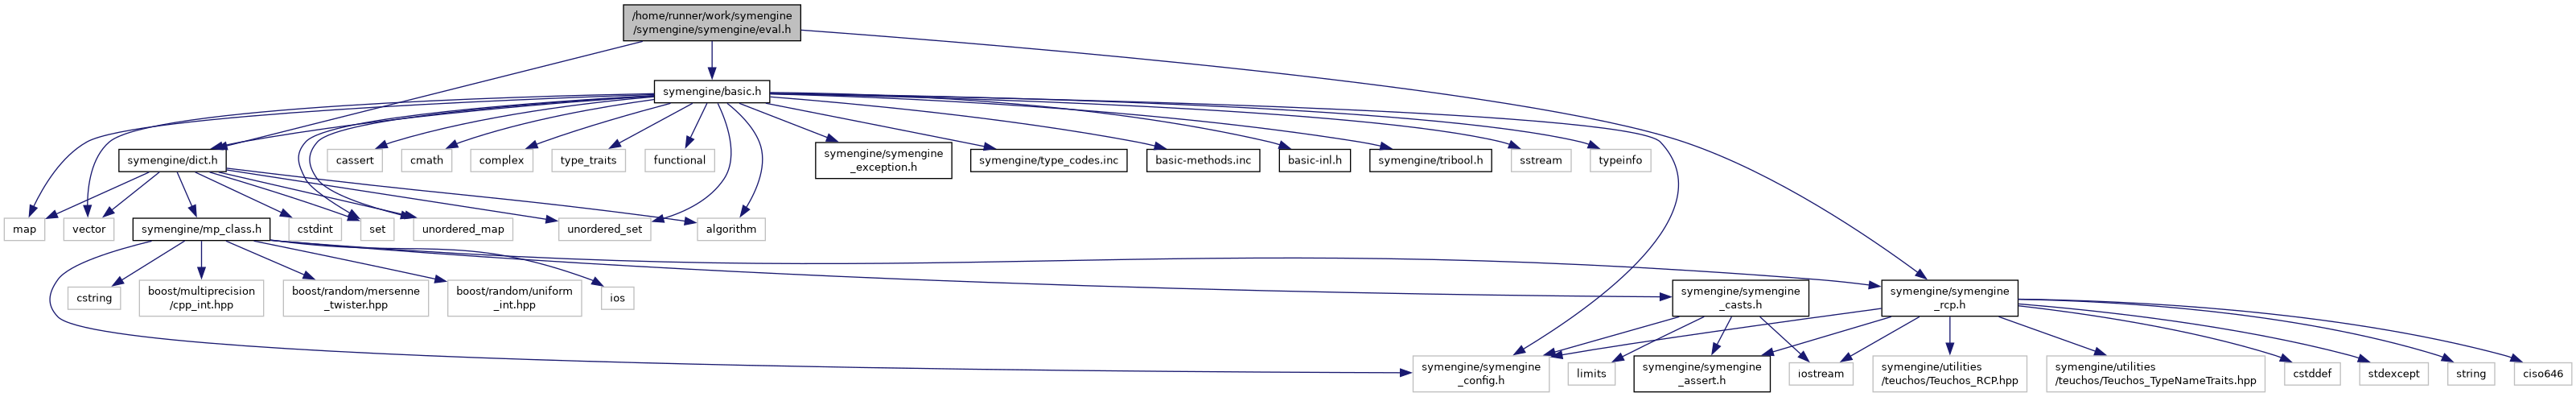 /home/runner/work/symengine
/symengine/symengine/eval.h
symengine/basic.h
symengine/dict.h
cassert
cmath
complex
type_traits
functional
symengine/symengine
_exception.h
symengine/type_codes.inc
basic-methods.inc
basic-inl.h
symengine/tribool.h
sstream
typeinfo
map
vector
symengine/mp_class.h
cstdint
set
unordered_map
unordered_set
algorithm
cstring
boost/multiprecision
/cpp_int.hpp
boost/random/mersenne
_twister.hpp
boost/random/uniform
_int.hpp
ios
symengine/symengine
_casts.h
symengine/symengine
_rcp.h
symengine/symengine
_config.h
limits
symengine/symengine
_assert.h
iostream
symengine/utilities
/teuchos/Teuchos_RCP.hpp
symengine/utilities
/teuchos/Teuchos_TypeNameTraits.hpp
cstddef
stdexcept
string
ciso646